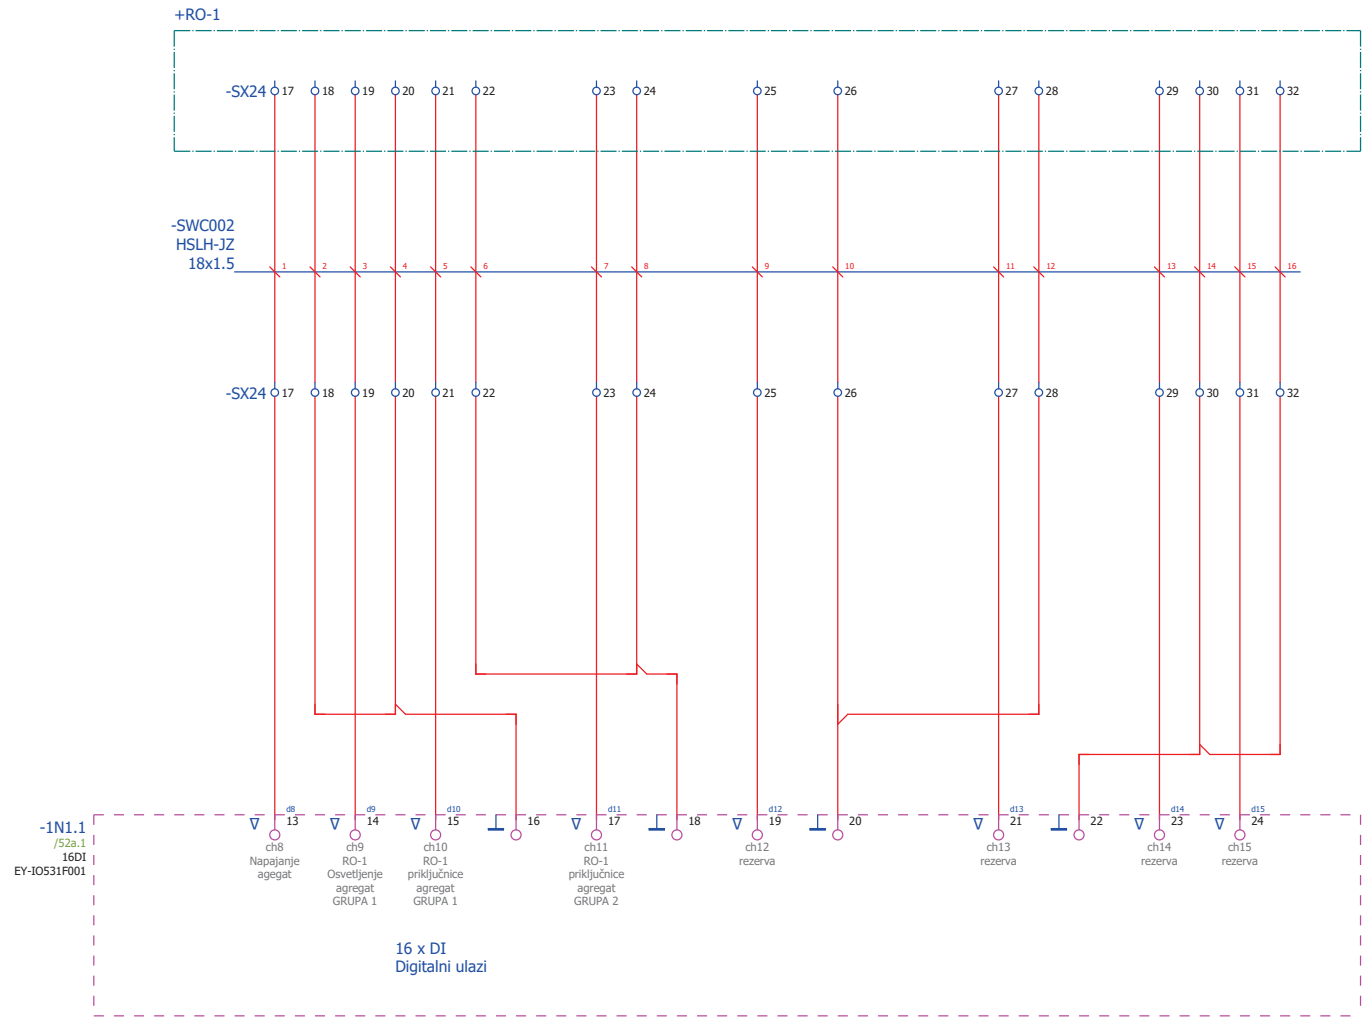 +RO-1
-SX24 17 18 19 20 21 22 23 24 25 26 27 28 29 30 31 32
-SWC002
HSLH-JZ
18x1.5
1 2 3 4 5 6 7 8 9 10 11 12 13 14 15 16
-SX24 17 18 19 20 21 22 23 24 25 26 27 28 29 30 31 32
d8 d9 d10 d11 d12 d13 d14 d15
13 14 15 16 17 18 19 20 21 22 23 24
-1N1.1
/52a.1
16DI
EY-IO531F001
ch8
Napajanje
agegat
ch9
RO-1
Osvetljenje
agregat
GRUPA 1
ch10
RO-1
priključnice
agregat
GRUPA 1
ch11
RO-1
priključnice
agregat
GRUPA 2
ch12
rezerva
ch13
rezerva
ch14
rezerva
ch15
rezerva
16 x DI
Digitalni ulazi